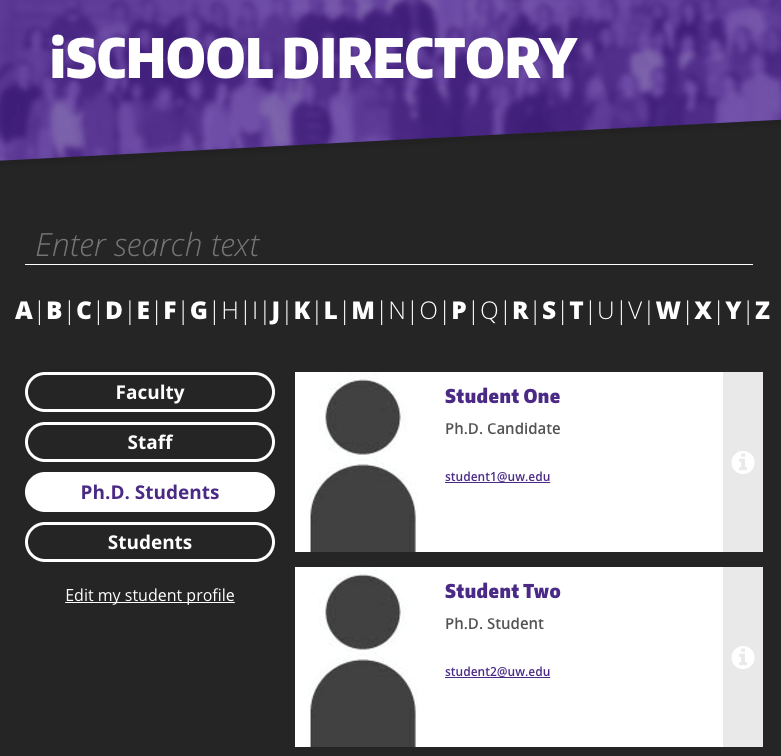 iSCHOOL DIRECTORY
Enter search text
A|B|C|D|E|F|G|H|I|J|K|L|M|N|O|P|Q|R|S|T|U|V|W|X|Y|Z
Faculty
Staff
Ph.D. Students
Students
Edit my student profile
Student One
Ph.D. Candidate
student1@uw.edu
Student Two
Ph.D. Student
student2@uw.edu